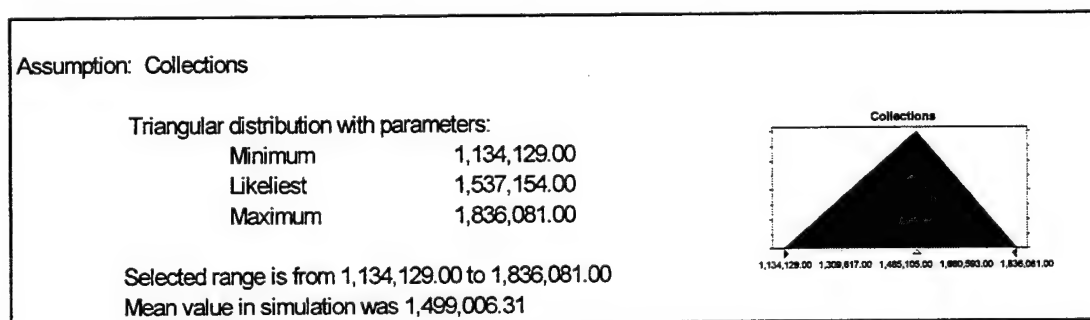 Assumption: Collections
Triangular distribution with parameters:
Minimum 1,134,129.00
Likeliest 1,537,154.00
Maximum 1,836,081.00
Selected range is from 1,134,129.00 to 1,836,081.00
Mean value in simulation was 1,499,006.31
Collections
1,134,129.00 1,309,617.00 1,485,105.00 1,660,593.00 1,836,081.00